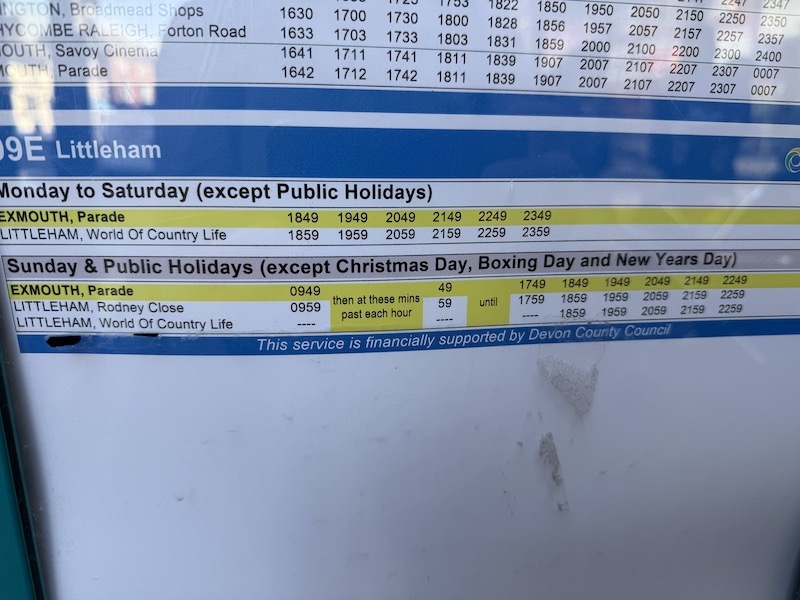 Broadmead Shops 1630 1700 1730 1800 1822 1850 1950 2050 2150 2250 2350
HYCOMBE RALEIGH, Forton Road 1633 1703 1733 1803 1828 1856 1957 2057 2157 2257 2357
OUTH, Savoy Cinema 1641 1711 1741 1811 1831 1859 2000 2100 2200 2300 2400
MOUTH, Parade 1642 1712 1742 1811 1839 1907 2007 2107 2207 2307 0007
09E Littleham
Monday to Saturday (except Public Holidays)
EXMOUTH, Parade 1849 1949 2049 2149 2249 2349
LITTLEHAM, World Of Country Life 1859 1959 2059 2159 2259 2359
Sunday & Public Holidays (except Christmas Day, Boxing Day and New Years Day)
EXMOUTH, Parade 0949 then at these mins past each hour 49 until 1749 1849 1949 2049 2149 2249
LITTLEHAM, Rodney Close 0959 59 1759 1859 1959 2059 2159 2259
LITTLEHAM, World Of Country Life ---- ---- ---- 1859 1959 2059 2159 2259
This service is financially supported by Devon County Council